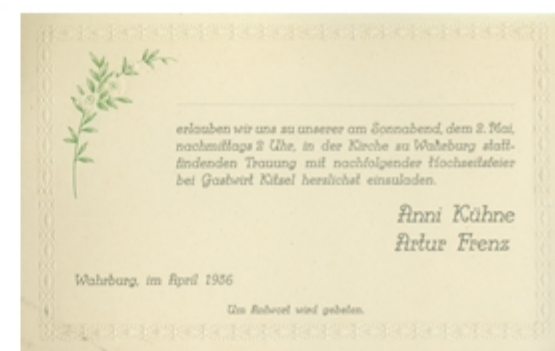 erlauben wir uns zu unserer am Sonnabend, dem 2. Mai,
nachmittags 2 Uhr, in der Kirche zu Wahrburg statt-
findenden Trauung mit nachfolgender Hochzeitsfeier
bei Gastwirt Kitzel herzlichst einzuladen.
Anni Kühne
Artur Frenz
Wahrburg, im April 1936
Um Antwort wird gebeten.